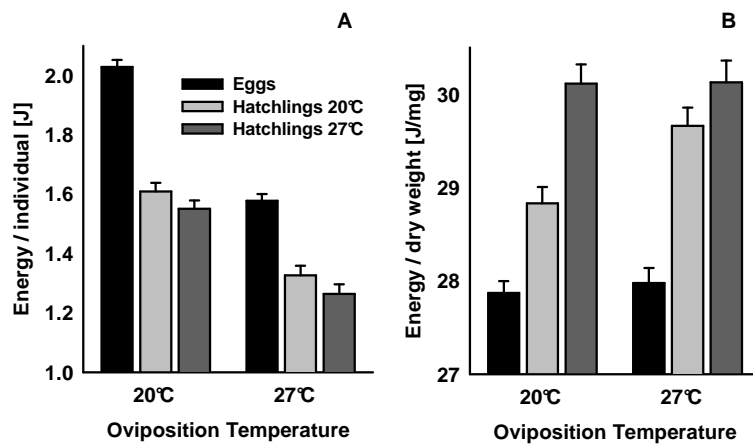 A
Energy / individual [J]
2.0
1.8
1.6
1.4
1.2
1.0
Eggs
Hatchlings 20°C
Hatchlings 27°C
20°C
27°C
Oviposition Temperature
B
Energy / dry weight [J/mg]
30
29
28
27
20°C
27°C
Oviposition Temperature